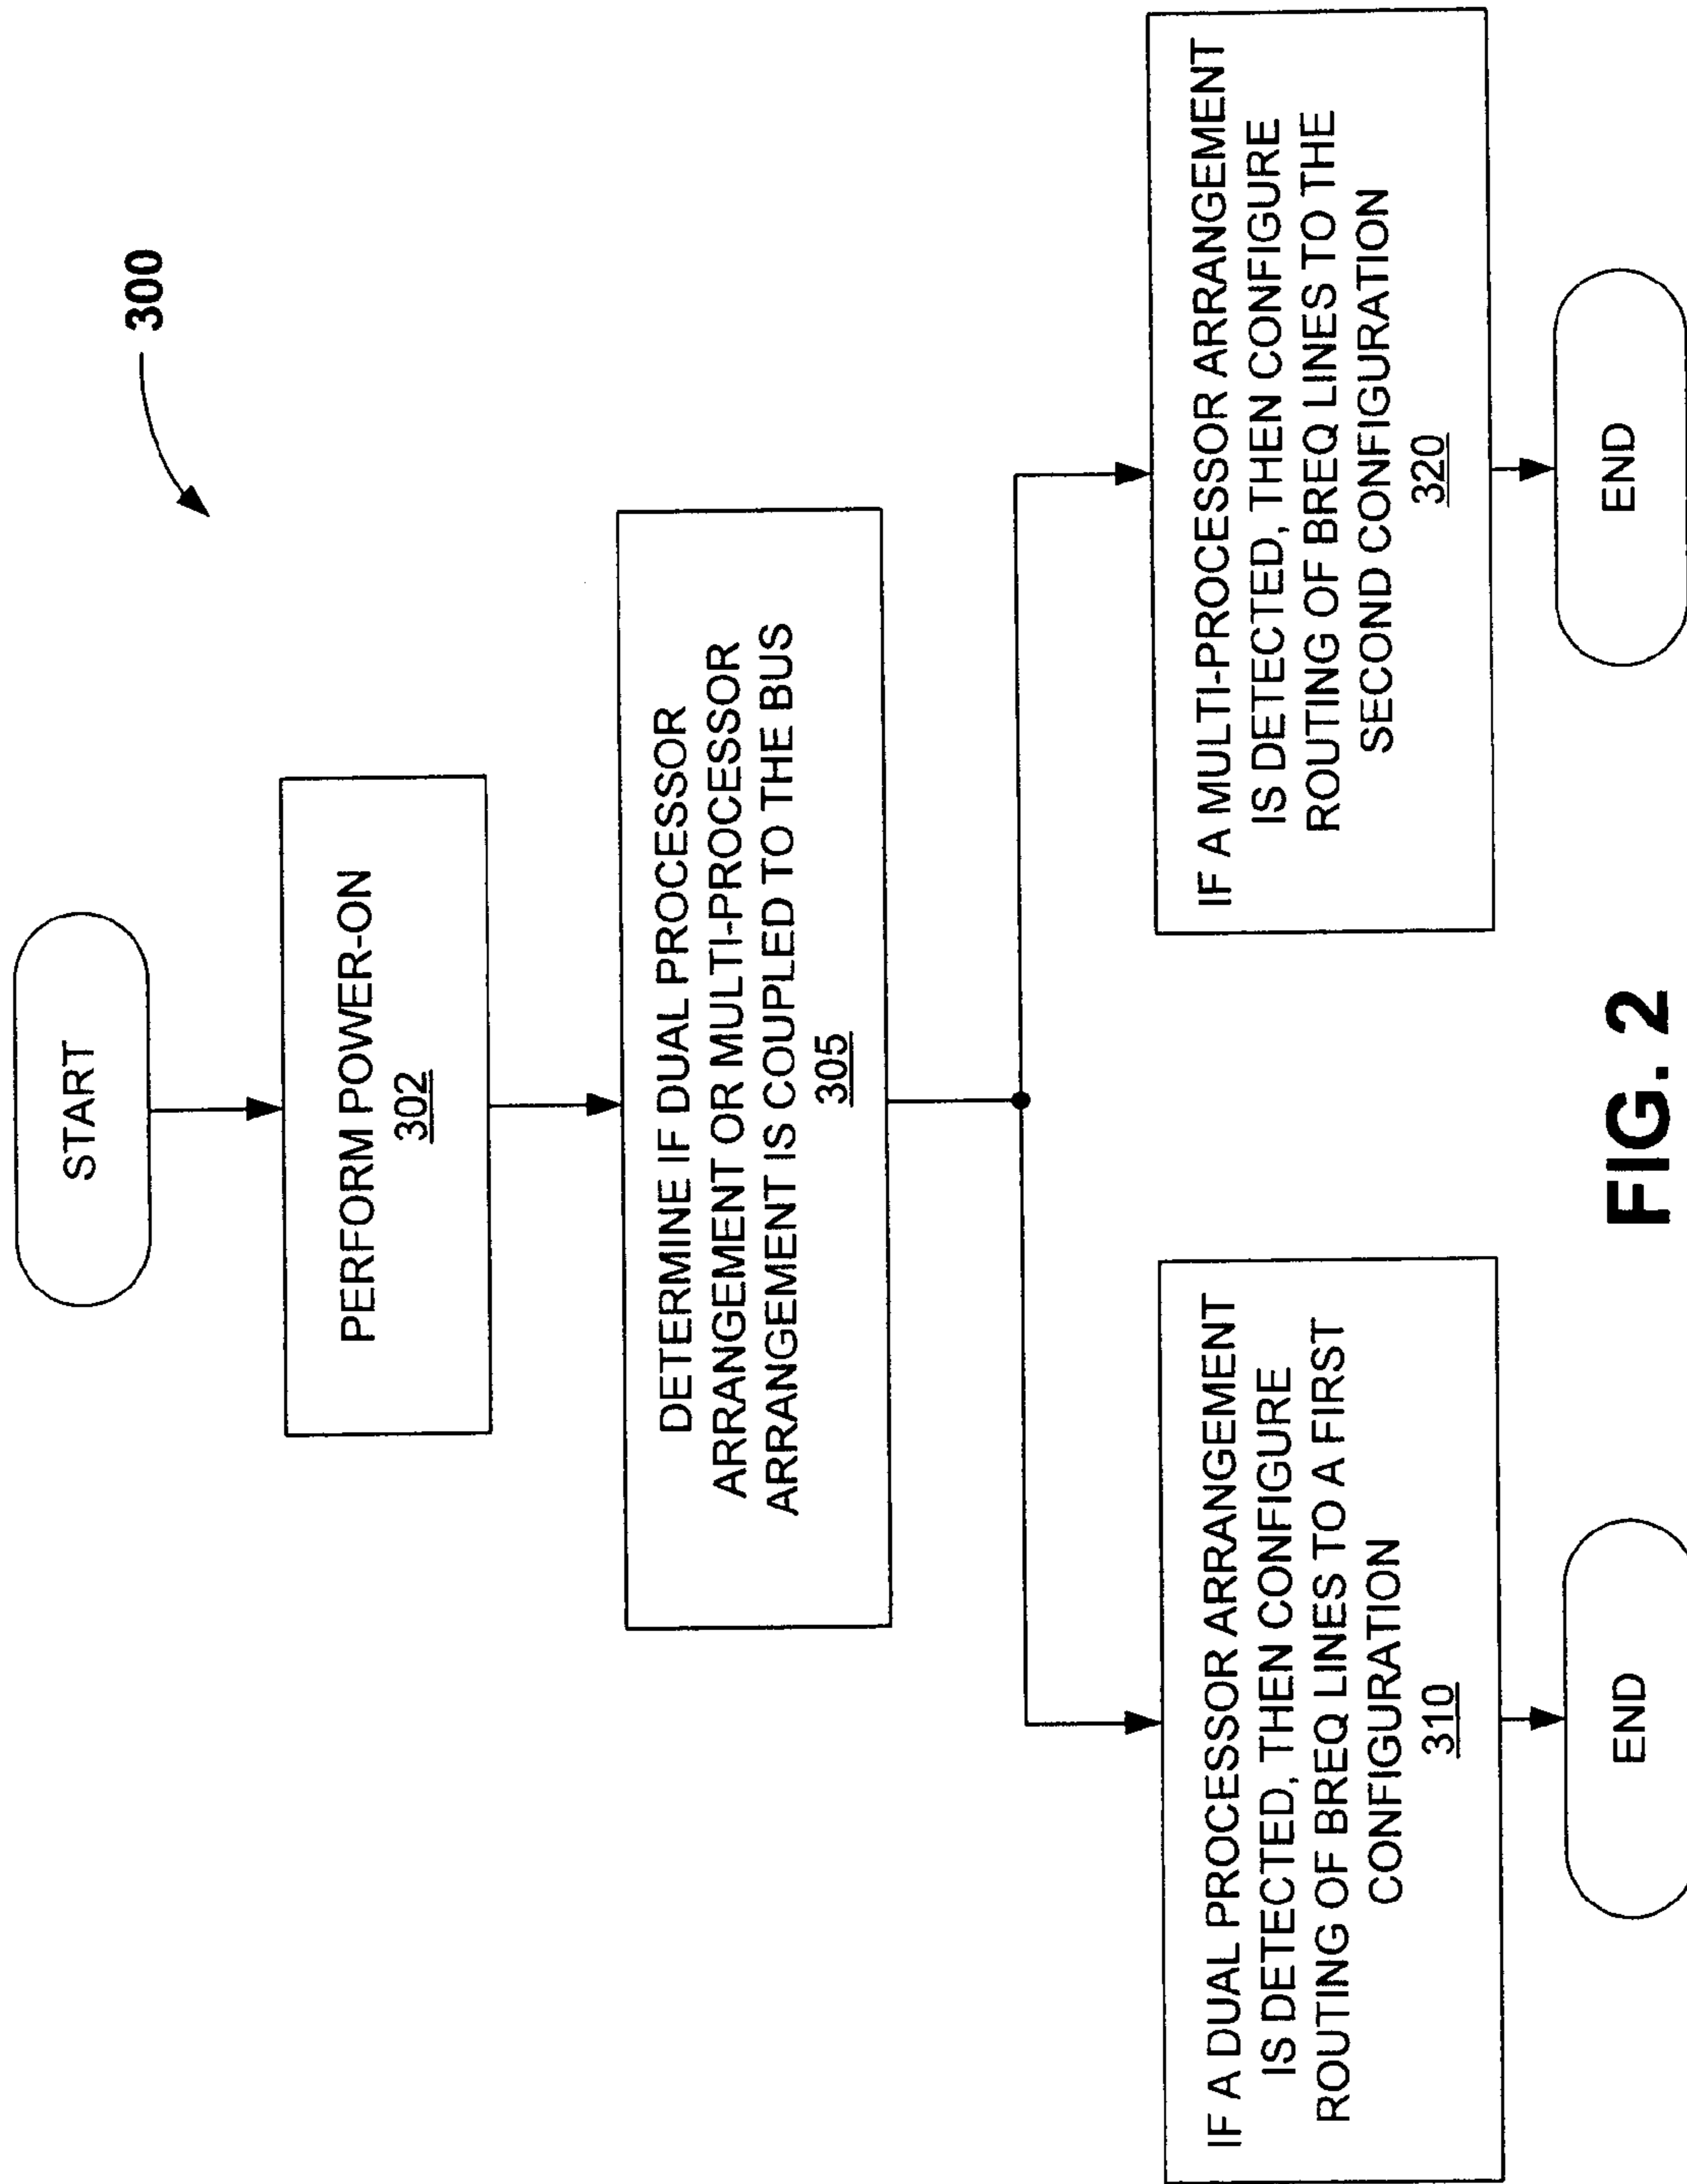 300
START
PERFORM POWER-ON
302
DETERMINE IF DUAL PROCESSOR
ARRANGEMENT OR MULTI-PROCESSOR
ARRANGEMENT IS COUPLED TO THE BUS
305
IF A DUAL PROCESSOR ARRANGEMENT
IS DETECTED, THEN CONFIGURE
ROUTING OF BREQ LINES TO A FIRST
CONFIGURATION
310
END
IF A MULTI-PROCESSOR ARRANGEMENT
IS DETECTED, THEN CONFIGURE
ROUTING OF BREQ LINES TO THE
SECOND CONFIGURATION
320
END
FIG. 2